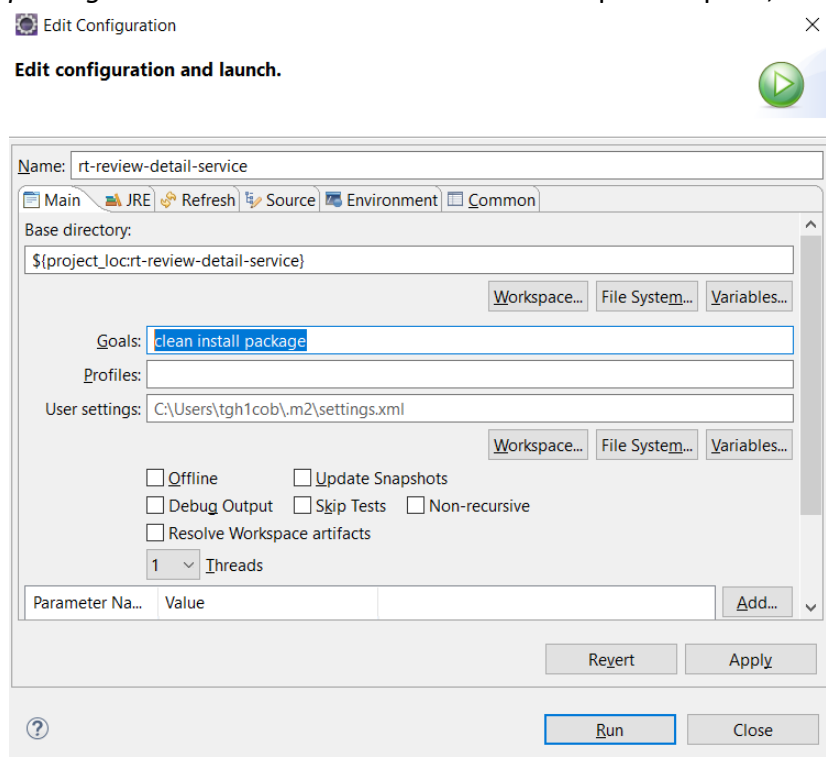 Edit Configuration
Edit configuration and launch.
Name: rt-review-detail-service
Main JRE Refresh Source Environment Common
Base directory:
${project_loc:rt-review-detail-service}
Workspace... File System... Variables...
Goals: clean install package
Profiles:
User settings: C:\Users\tgh1cob\.m2\settings.xml
Workspace... File System... Variables...
Offline Update Snapshots
Debug Output Skip Tests Non-recursive
Resolve Workspace artifacts
1 Threads
Parameter Na... Value Add...
Revert Apply
Run Close